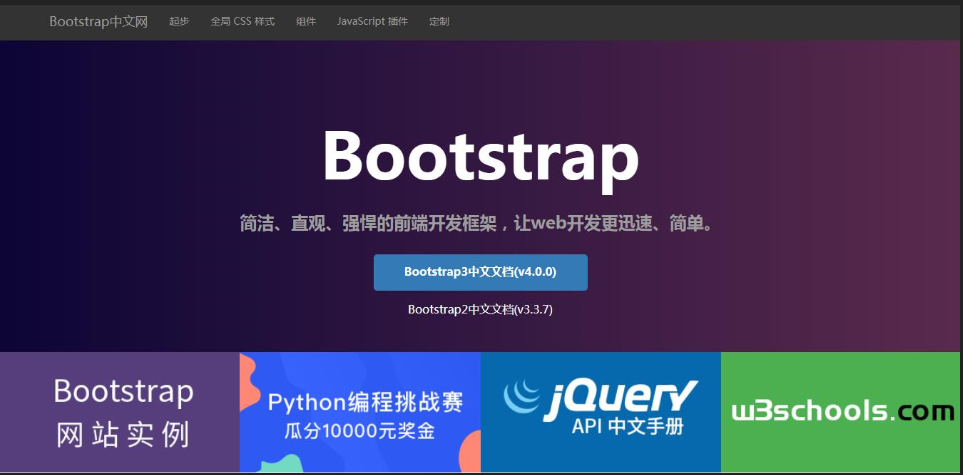 Bootstrap中文网 起步 全局 CSS 样式 组件 JavaScript 插件 定制
Bootstrap
简洁、直观、强悍的前端开发框架，让web开发更迅速、简单。
Bootstrap3中文文档(v4.0.0)
Bootstrap2中文文档(v3.3.7)
Bootstrap
网站实例
Python编程挑战赛
瓜分10000元奖金
jQuery
API 中文手册
w3schools.com